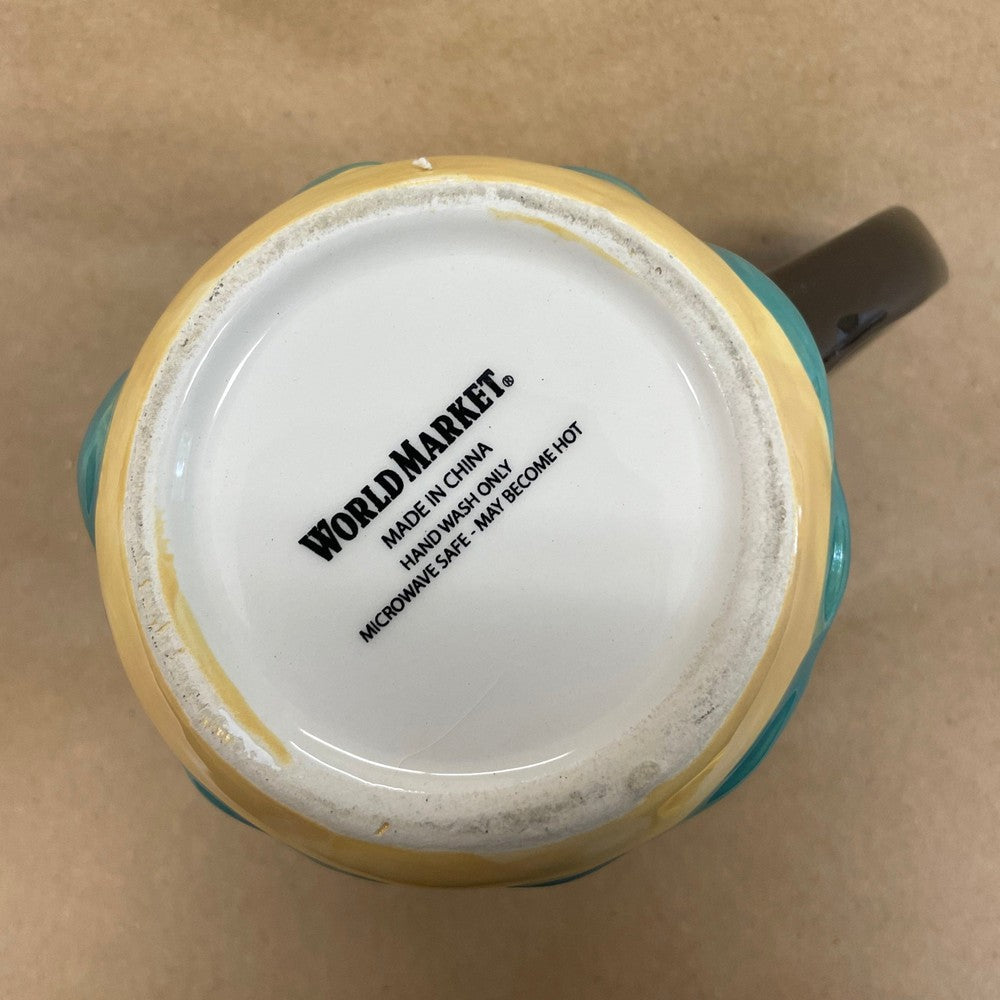 WORLD MARKET®
MADE IN CHINA
HAND WASH ONLY
MICROWAVE SAFE - MAY BECOME HOT